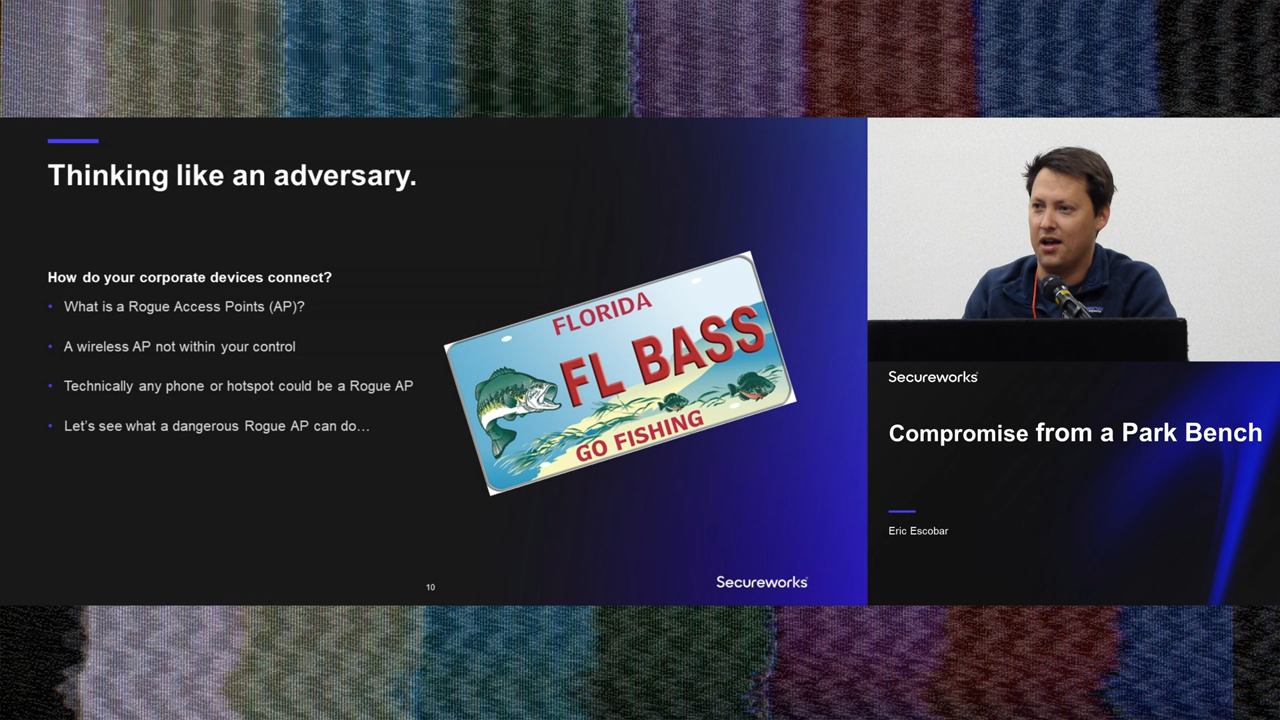 Thinking like an adversary.
How do your corporate devices connect?
• What is a Rogue Access Points (AP)?
• A wireless AP not within your control
• Technically any phone or hotspot could be a Rogue AP
• Let's see what a dangerous Rogue AP can do…
FLORIDA
FL BASS
GO FISHING
10
Secureworks
Secureworks
Compromise from a Park Bench
Eric Escobar